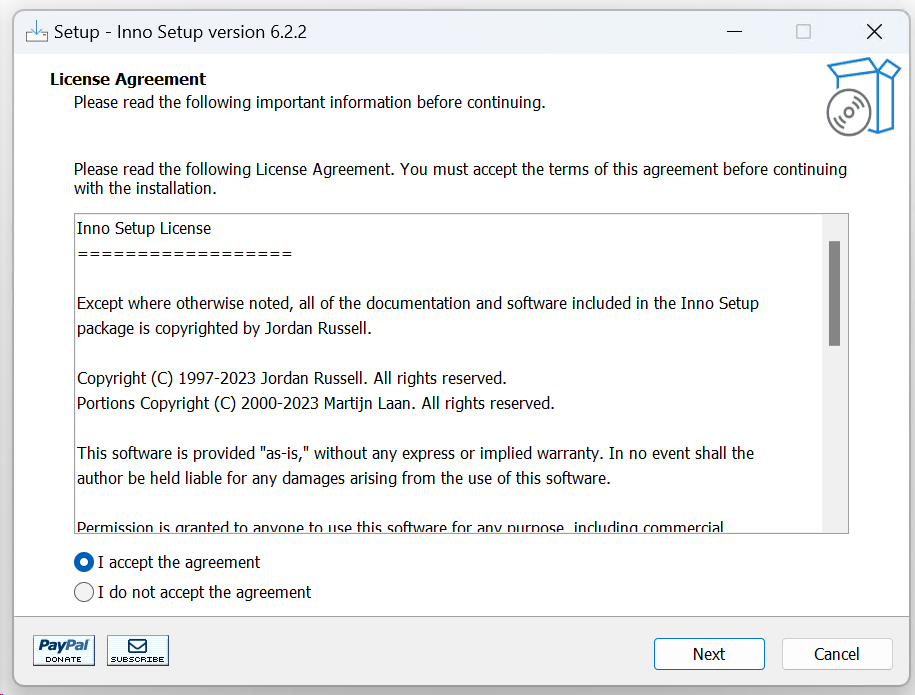 Setup - Inno Setup version 6.2.2
License Agreement
Please read the following important information before continuing.
Please read the following License Agreement. You must accept the terms of this agreement before continuing
with the installation.
Inno Setup License
==================
Except where otherwise noted, all of the documentation and software included in the Inno Setup
package is copyrighted by Jordan Russell.
Copyright (C) 1997-2023 Jordan Russell. All rights reserved.
Portions Copyright (C) 2000-2023 Martijn Laan. All rights reserved.
This software is provided "as-is," without any express or implied warranty. In no event shall the
author be held liable for any damages arising from the use of this software.
Permission is granted to anyone to use this software for any purpose, including commercial
I accept the agreement
I do not accept the agreement
PayPal
DONATE
SUBSCRIBE
Next
Cancel